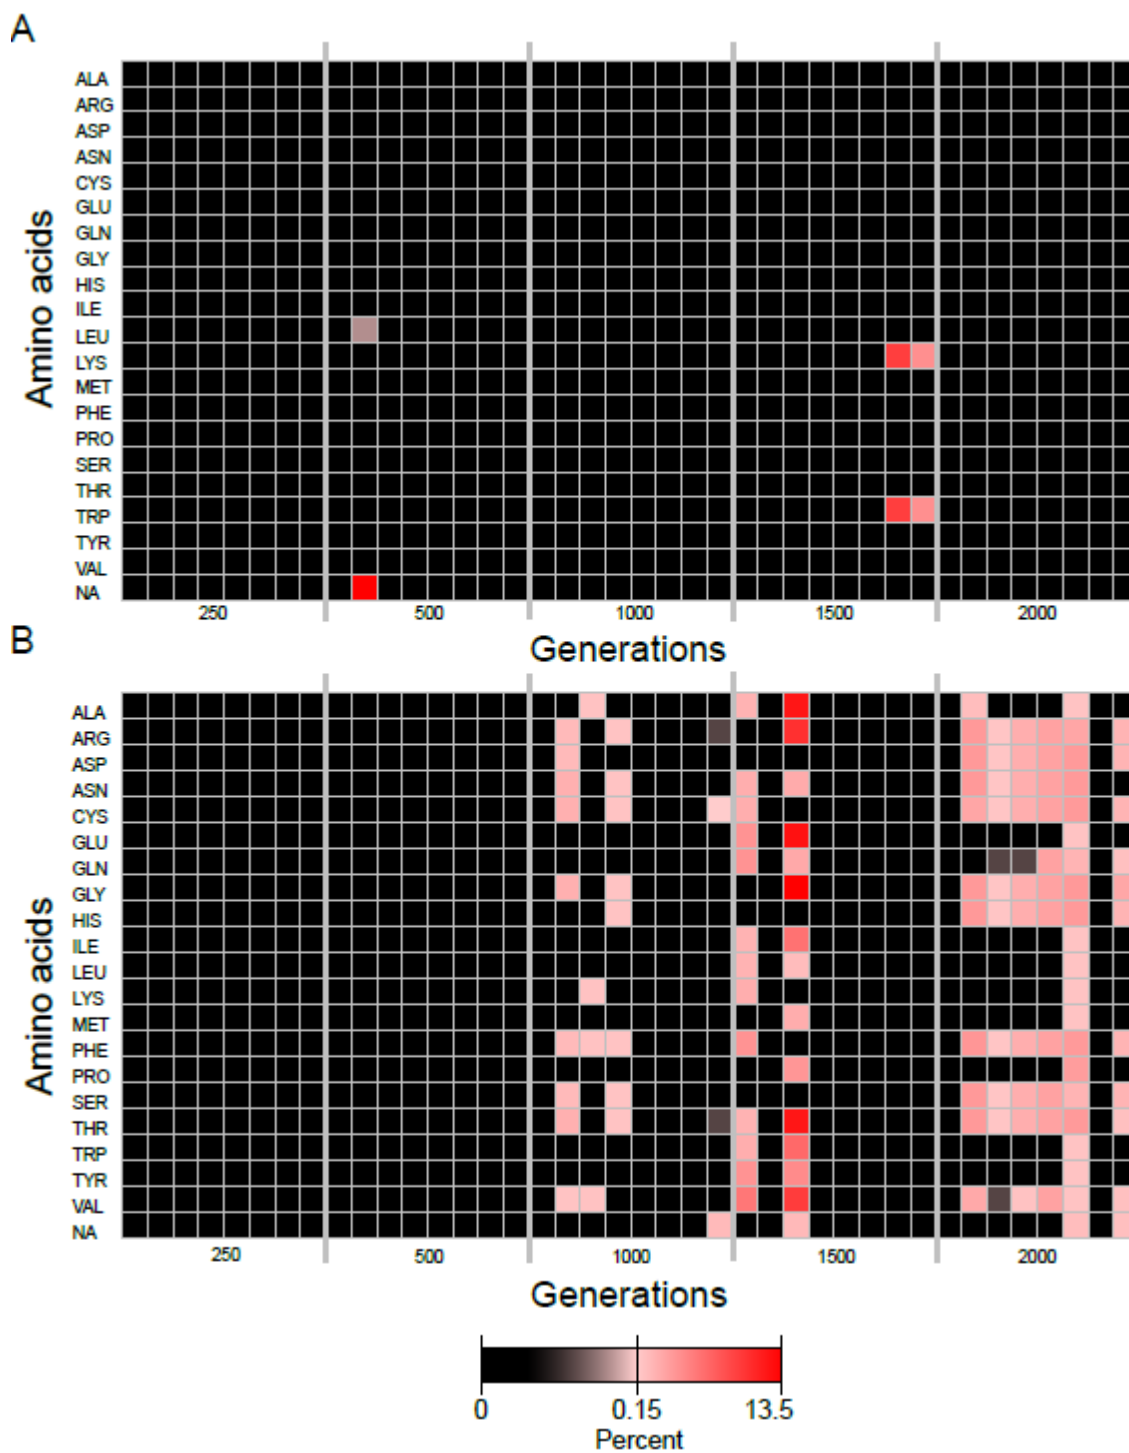 A
Amino acids
ALA
ARG
ASP
ASN
CYS
GLU
GLN
GLY
HIS
ILE
LEU
LYS
MET
PHE
PRO
SER
THR
TRP
TYR
VAL
NA
250 500 1000 1500 2000
Generations
B
Amino acids
ALA
ARG
ASP
ASN
CYS
GLU
GLN
GLY
HIS
ILE
LEU
LYS
MET
PHE
PRO
SER
THR
TRP
TYR
VAL
NA
250 500 1000 1500 2000
Generations
0 0.15 13.5
Percent